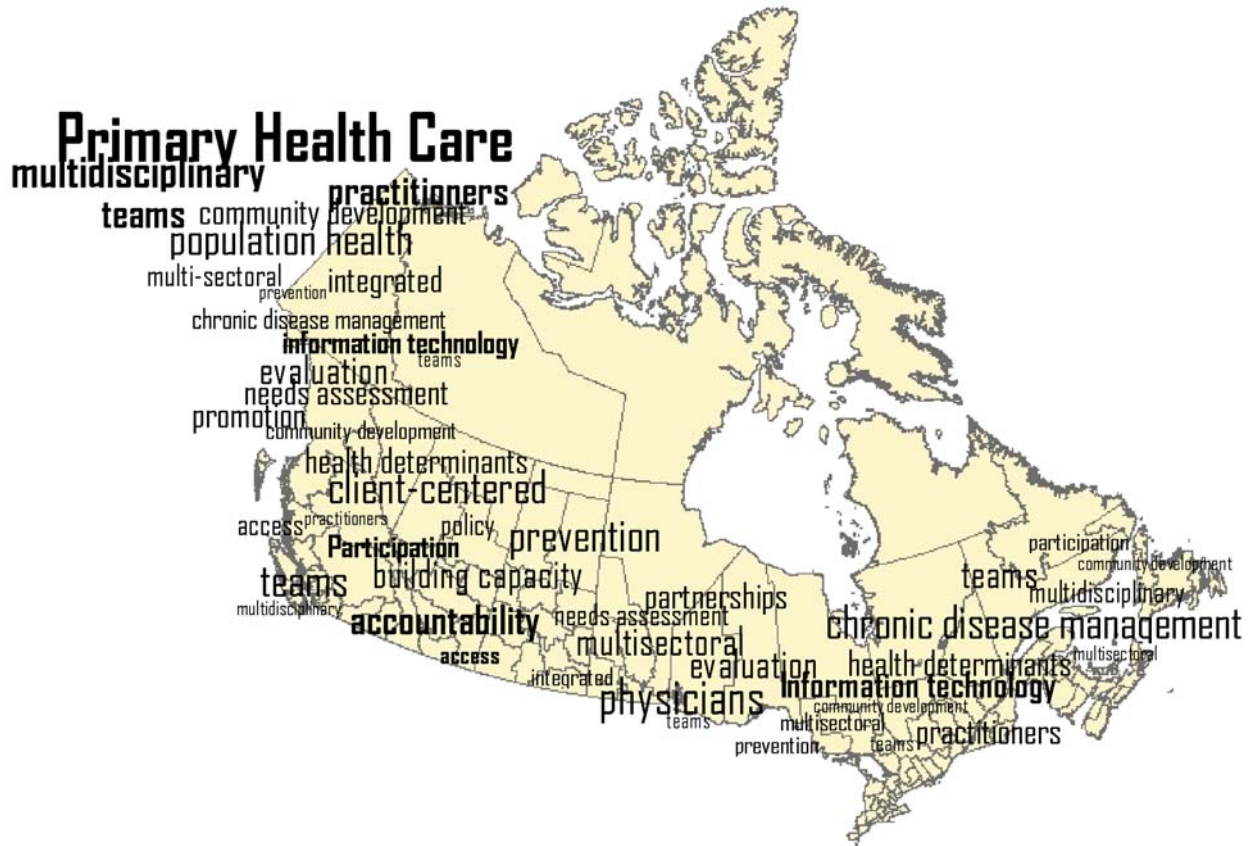 Primary Health Care
multidisciplinary
practitioners
teams community development
population health
multi-sectoral
prevention
integrated
chronic disease management
information technology
teams
evaluation
needs assessment
promotion
community development
health determinants
client-centered
access
practitioners
policy
prevention
Participation
teams
building capacity
multidisciplinary
accountability
access
partnerships
needs assessment
multisectoral
evaluation
integrated
physicians
teams
participation
community development
teams
multidisciplinary
chronic disease management
multisectoral
health determinants
Information technology
community development
multisectoral
practitioners
prevention
teams